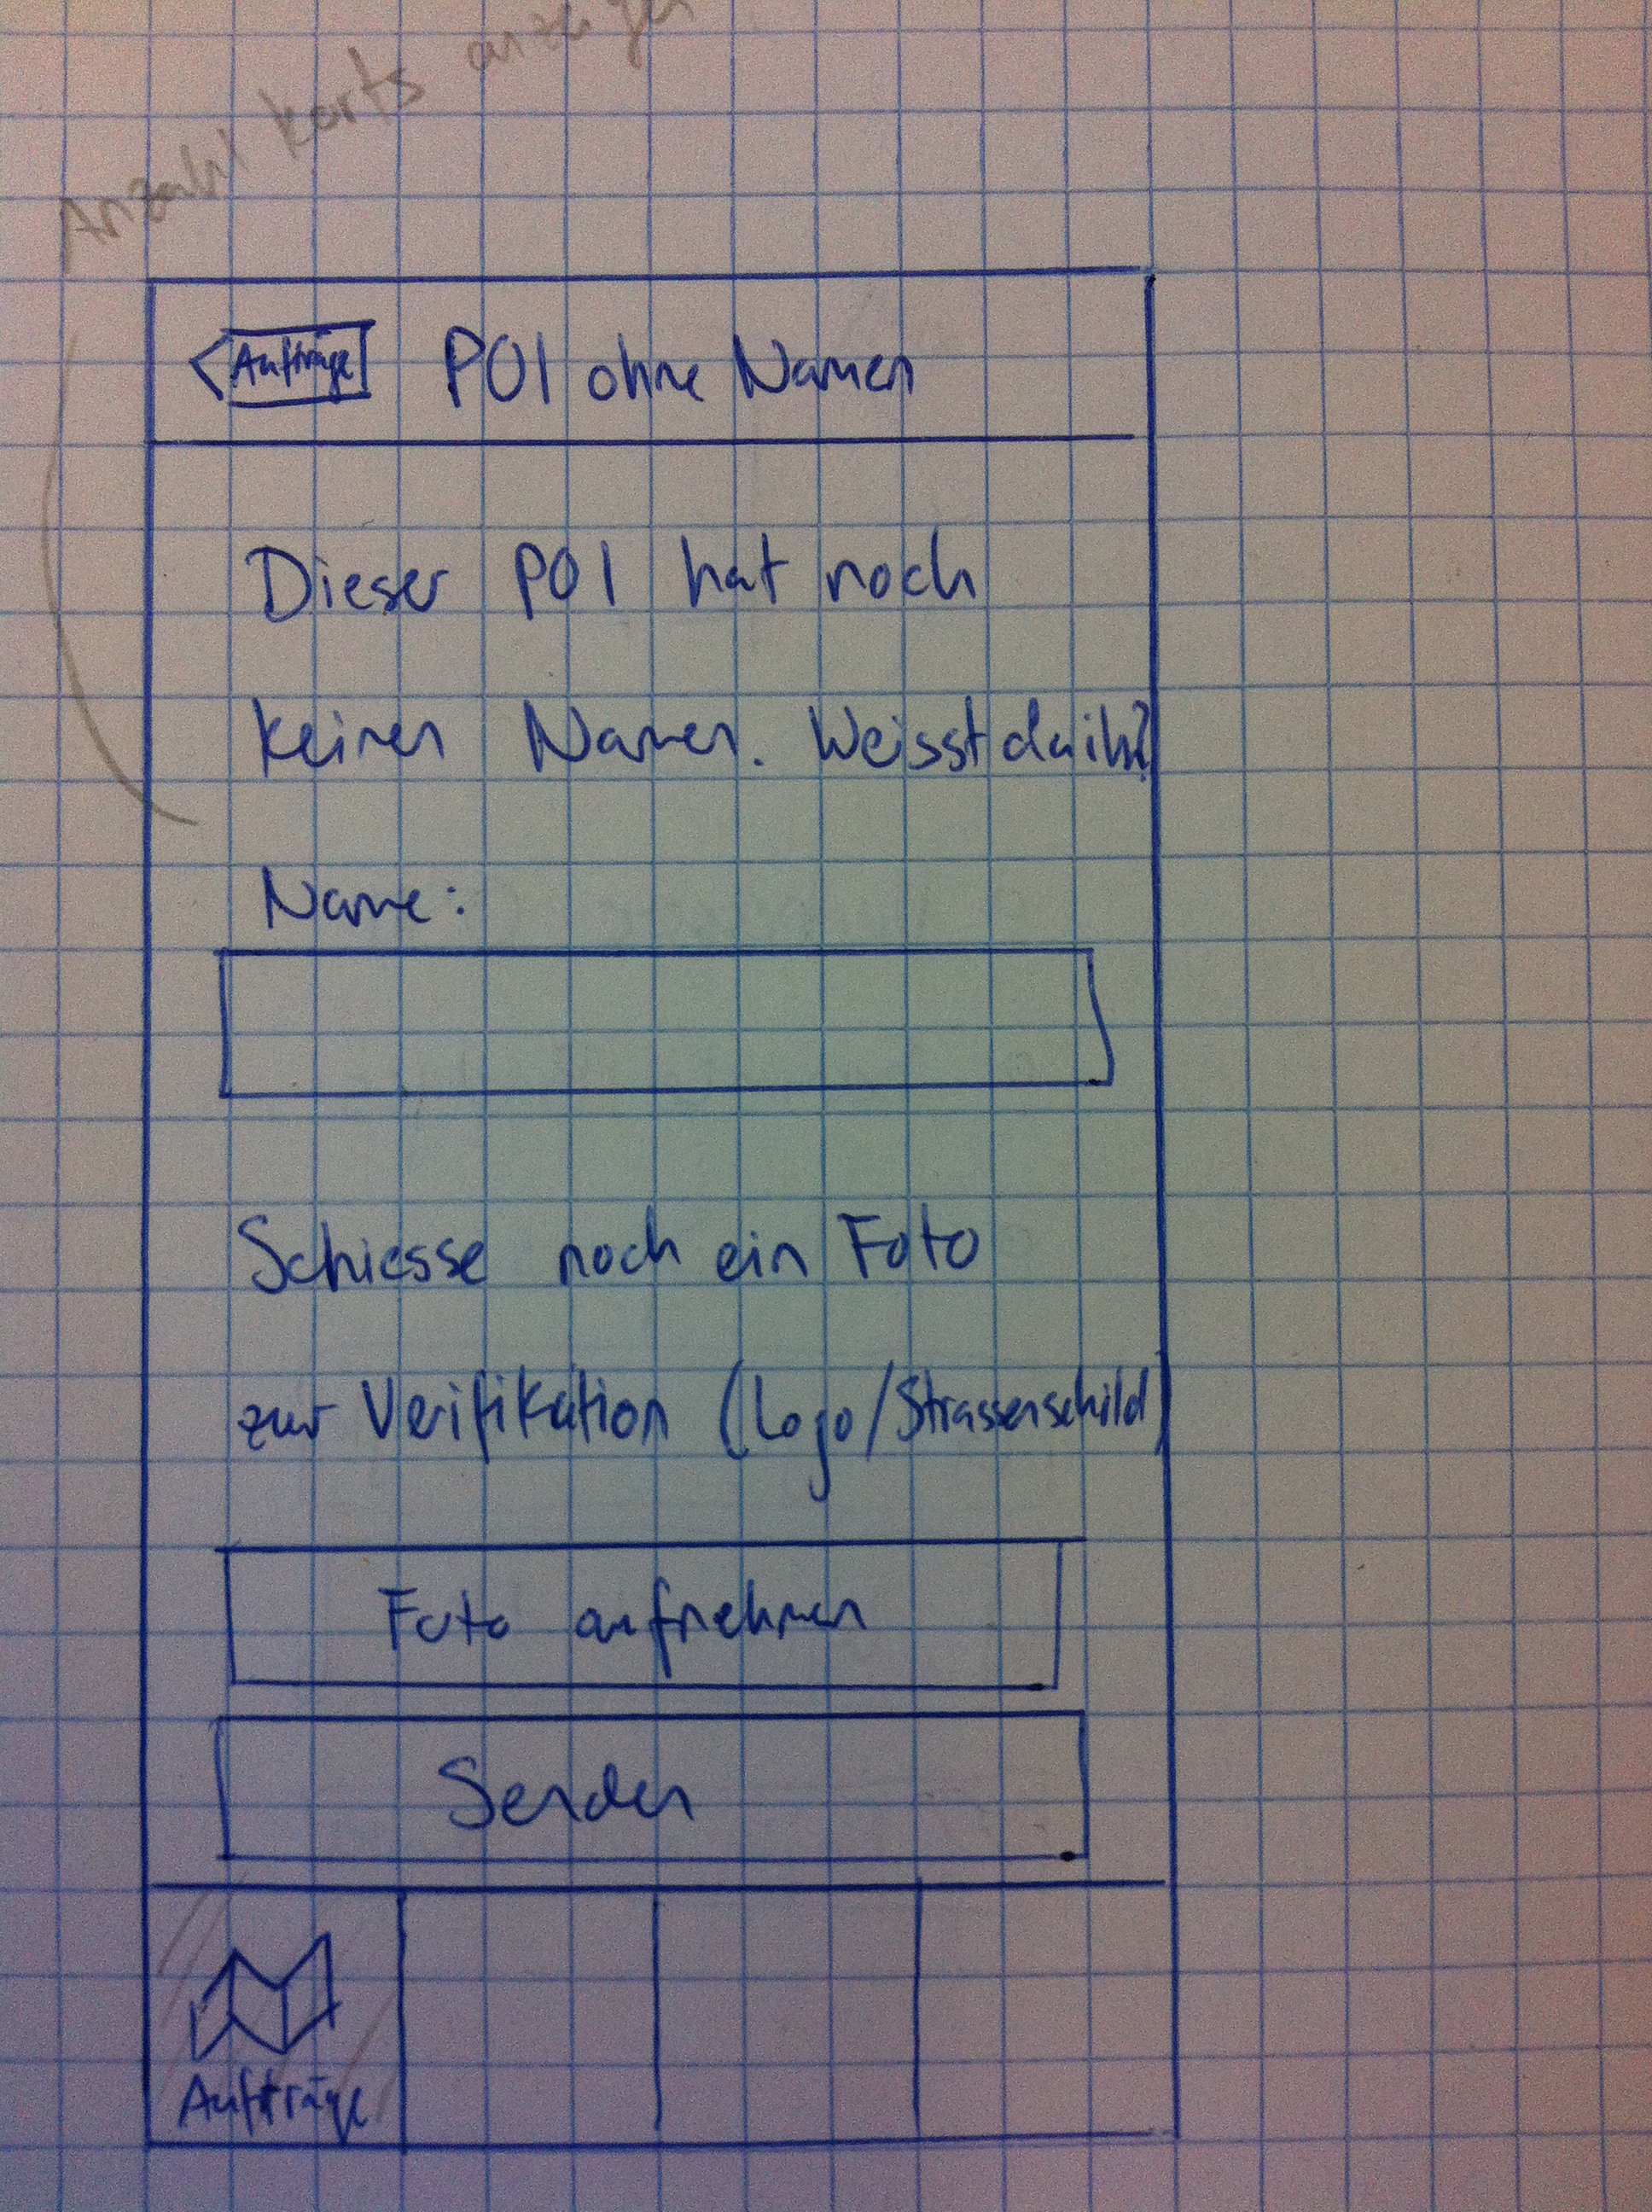 Anzahl Korts anzeigen
Aufträge
POI ohne Namen
Dieser POI hat noch
keinen Namen. Weisst du ihn?
Name:
Schiesse noch ein Foto
zur Verifikation (Logo/Strassenschild)
Foto aufnehmen
Senden
Aufträge